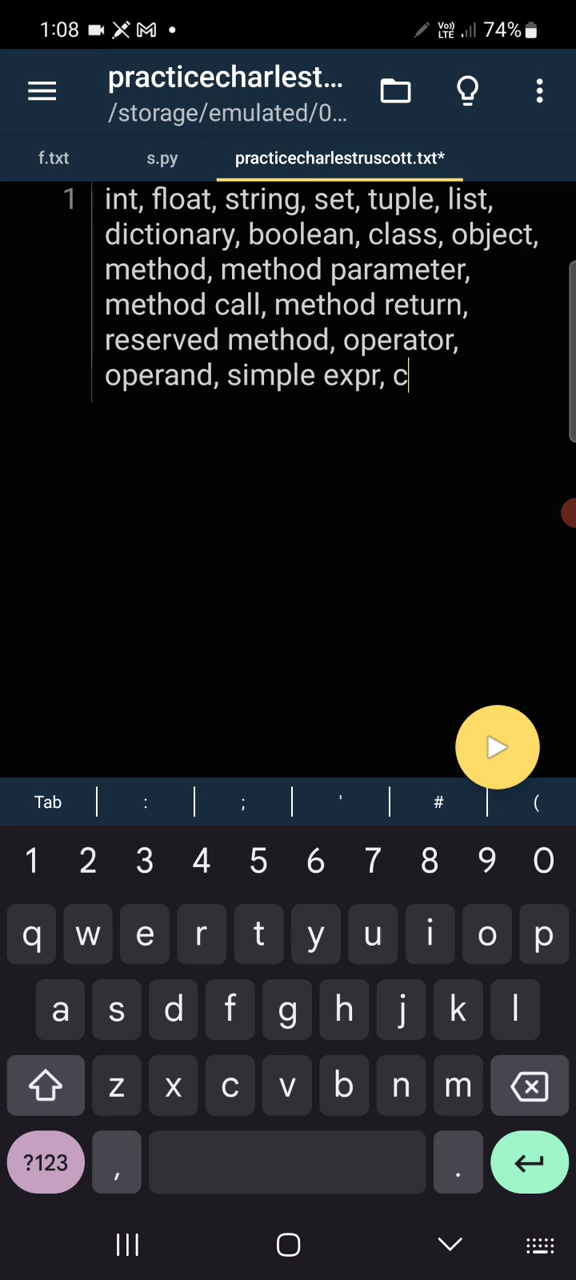 1:08 Vo)) LTE 74%
practicecharlest...
/storage/emulated/0...
f.txt s.py practicecharlestruscott.txt*
1 int, float, string, set, tuple, list,
dictionary, boolean, class, object,
method, method parameter,
method call, method return,
reserved method, operator,
operand, simple expr, c
Tab : ; ' # (
1 2 3 4 5 6 7 8 9 0
q w e r t y u i o p
a s d f g h j k l
z x c v b n m
?123 , .